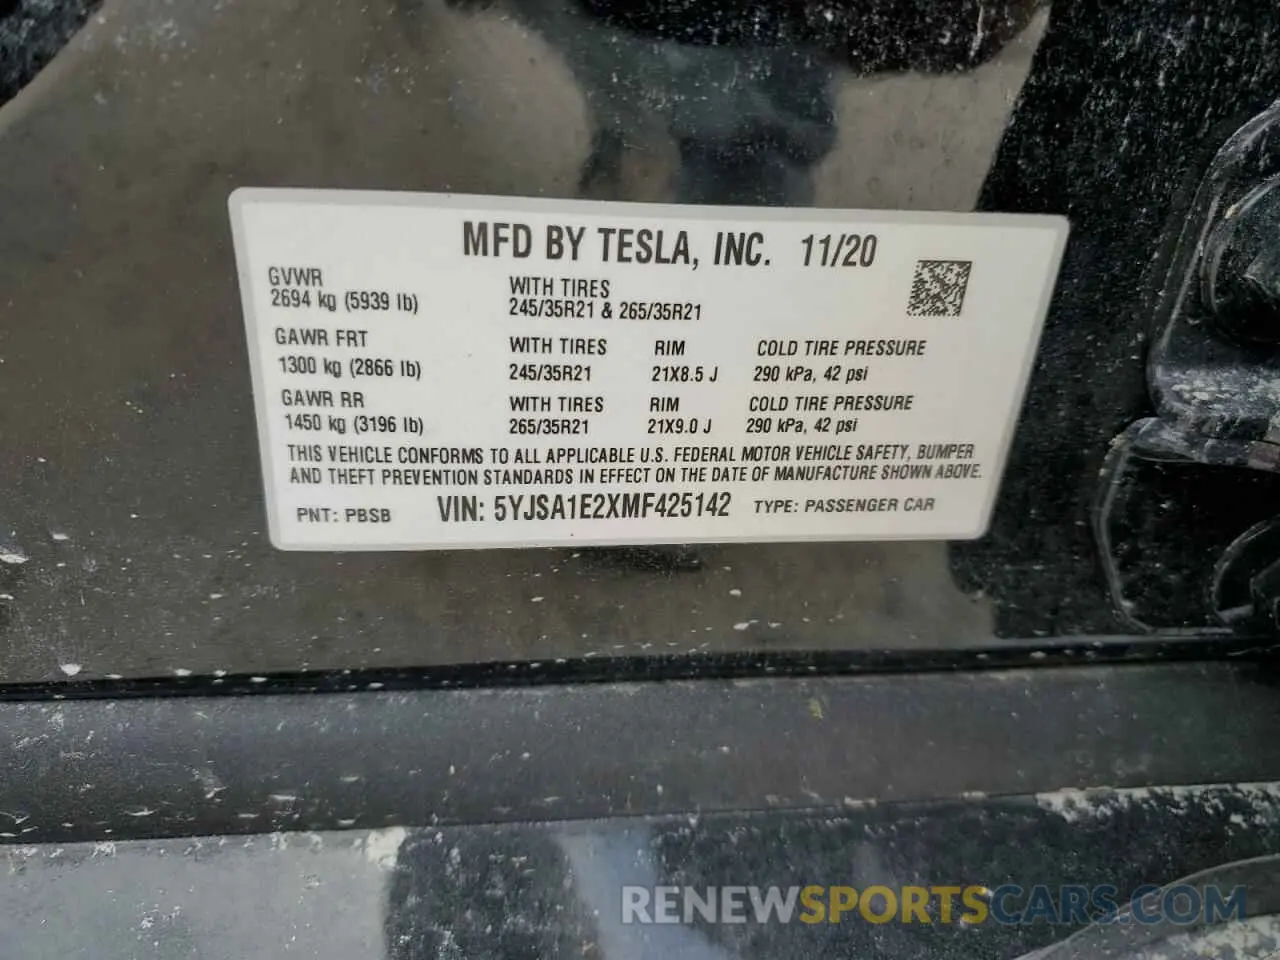 MFD BY TESLA, INC. 11/20
GVWR
2694 kg (5939 lb)
WITH TIRES
245/35R21 & 265/35R21
GAWR FRT WITH TIRES RIM COLD TIRE PRESSURE
1300 kg (2866 lb) 245/35R21 21X8.5 J 290 kPa, 42 psi
GAWR RR WITH TIRES RIM COLD TIRE PRESSURE
1450 kg (3196 lb) 265/35R21 21X9.0 J 290 kPa, 42 psi
THIS VEHICLE CONFORMS TO ALL APPLICABLE U.S. FEDERAL MOTOR VEHICLE SAFETY, BUMPER
AND THEFT PREVENTION STANDARDS IN EFFECT ON THE DATE OF MANUFACTURE SHOWN ABOVE.
PNT: PBSB VIN: 5YJSA1E2XMF425142 TYPE: PASSENGER CAR
RENEWSPORTSCARS.COM